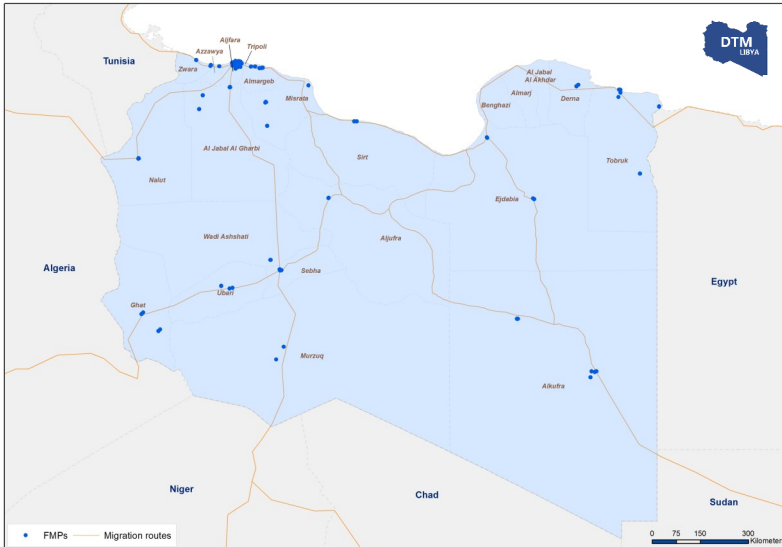 DTM
LIBYA
Tunisia
Aljfara
Tripoli
Azzawya
Zwara
Almargeb
Misrata
Al Jabal
Al Akhdar
Almarj
Derna
Benghazi
Al Jabal Al Gharbi
Sirt
Tobruk
Nalut
Ejdabia
Wadi Ashshati
Aljufra
Algeria
Sebha
Egypt
Ubari
Ghat
Murzuq
Alkufra
Niger
Chad
Sudan
FMPs
Migration routes
0 75 150 300
Kilometer